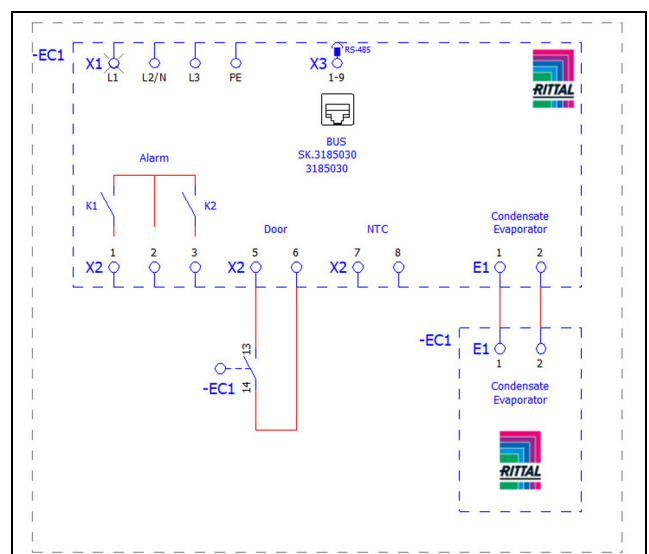 -EC1
X1
L1
L2/N
L3
PE
X3
RS-485
1-9
RITTAL
BUS
SK.3185030
3185030
Alarm
K1
K2
Door
NTC
Condensate
Evaporator
X2
1
2
3
X2
5
6
X2
7
8
E1
1
2
-EC1
E1
1
2
13
14
-EC1
Condensate
Evaporator
RITTAL